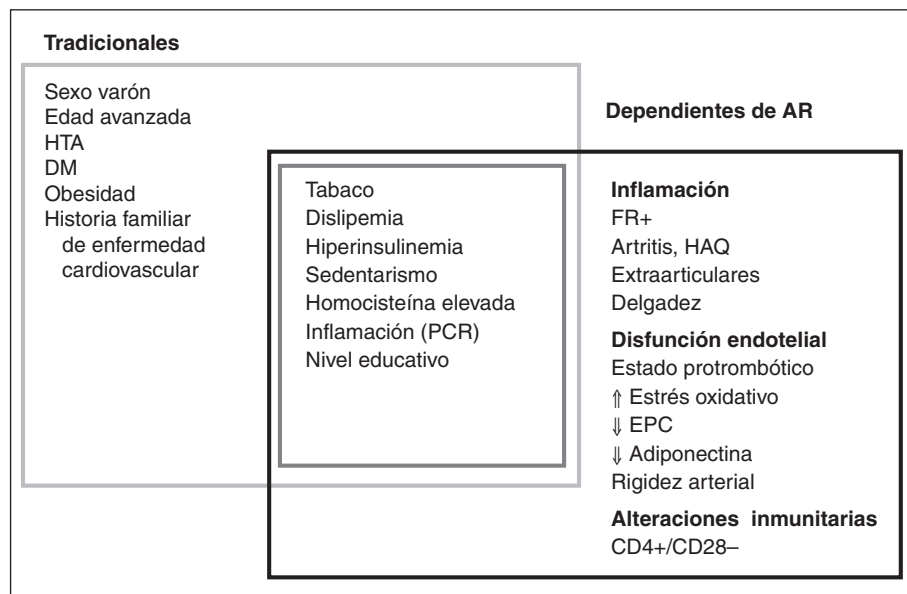 Tradicionales
Sexo varón
Edad avanzada
HTA
DM
Obesidad
Historia familiar
de enfermedad
cardiovascular
Tabaco
Dislipemia
Hiperinsulinemia
Sedentarismo
Homocisteína elevada
Inflamación (PCR)
Nivel educativo
Dependientes de AR
Inflamación
FR+
Artritis, HAQ
Extraarticulares
Delgadez
Disfunción endotelial
Estado protrombótico
⇑ Estrés oxidativo
⇓ EPC
⇓ Adiponectina
Rigidez arterial
Alteraciones inmunitarias
CD4+/CD28–